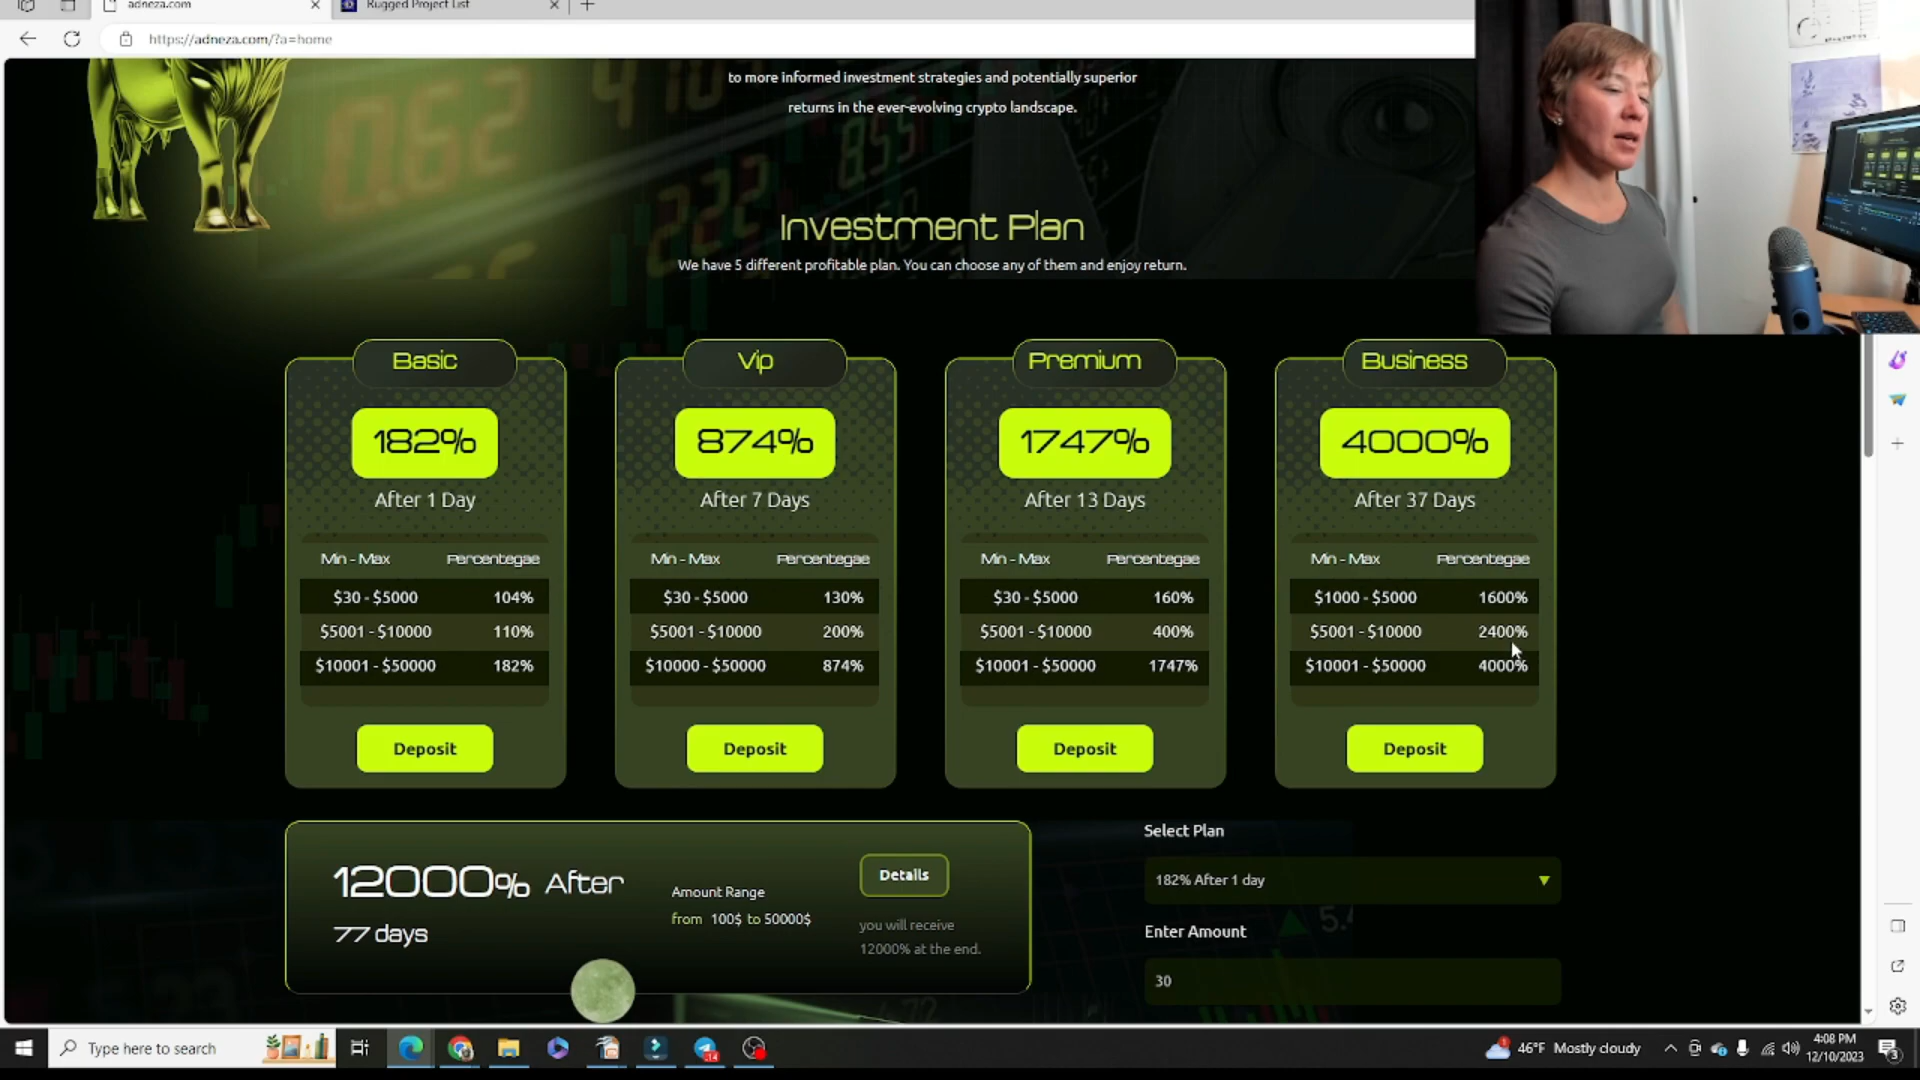 adneza.com
Rugged Project List
https://adneza.com/?a=home
to more informed investment strategies and potentially superior
returns in the ever-evolving crypto landscape.
Investment Plan
We have 5 different profitable plan. You can choose any of them and enjoy return.
Basic
182%
After 1 Day
Min - Max Percentegae
$30 - $5000 104%
$5001 - $10000 110%
$10001 - $50000 182%
Deposit
Vip
874%
After 7 Days
Min - Max Percentegae
$30 - $5000 130%
$5001 - $10000 200%
$10000 - $50000 874%
Deposit
Premium
1747%
After 13 Days
Min - Max Percentegae
$30 - $5000 160%
$5001 - $10000 400%
$10001 - $50000 1747%
Deposit
Business
4000%
After 37 Days
Min - Max Percentegae
$1000 - $5000 1600%
$5001 - $10000 2400%
$10001 - $50000 4000%
Deposit
12000% After
77 days
Amount Range
from 100$ to 50000$
Details
you will receive
12000% at the end.
Select Plan
182% After 1 day
Enter Amount
30
Type here to search
14
46°F Mostly cloudy
4:08 PM
12/10/2023
3